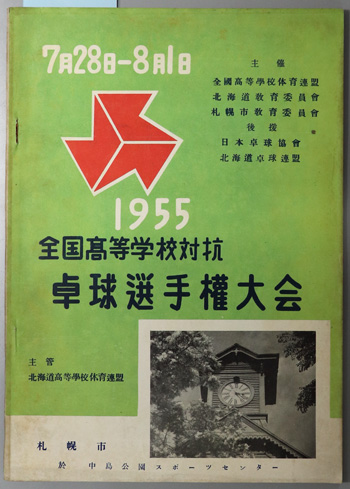 7月28日-8月1日
主催
全國高等學校体育連盟
北海道教育委員會
札幌市教育委員會
後援
日本卓球協會
北海道卓球連盟
1955
全国髙等学校対抗
卓球選手權大会
主管
北海道高等學校体育連盟
札幌市
於 中島公園スポーツセンター